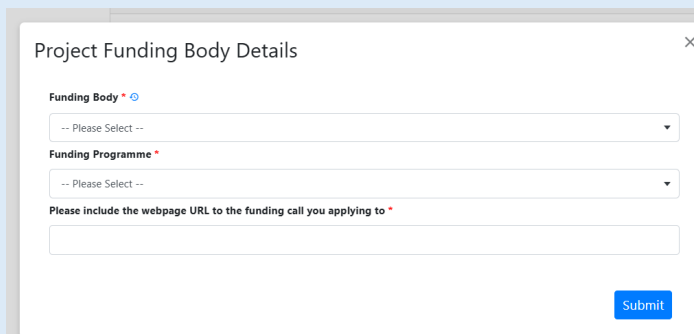 Project Funding Body Details
Funding Body *
-- Please Select --
Funding Programme *
-- Please Select --
Please include the webpage URL to the funding call you applying to *
Submit